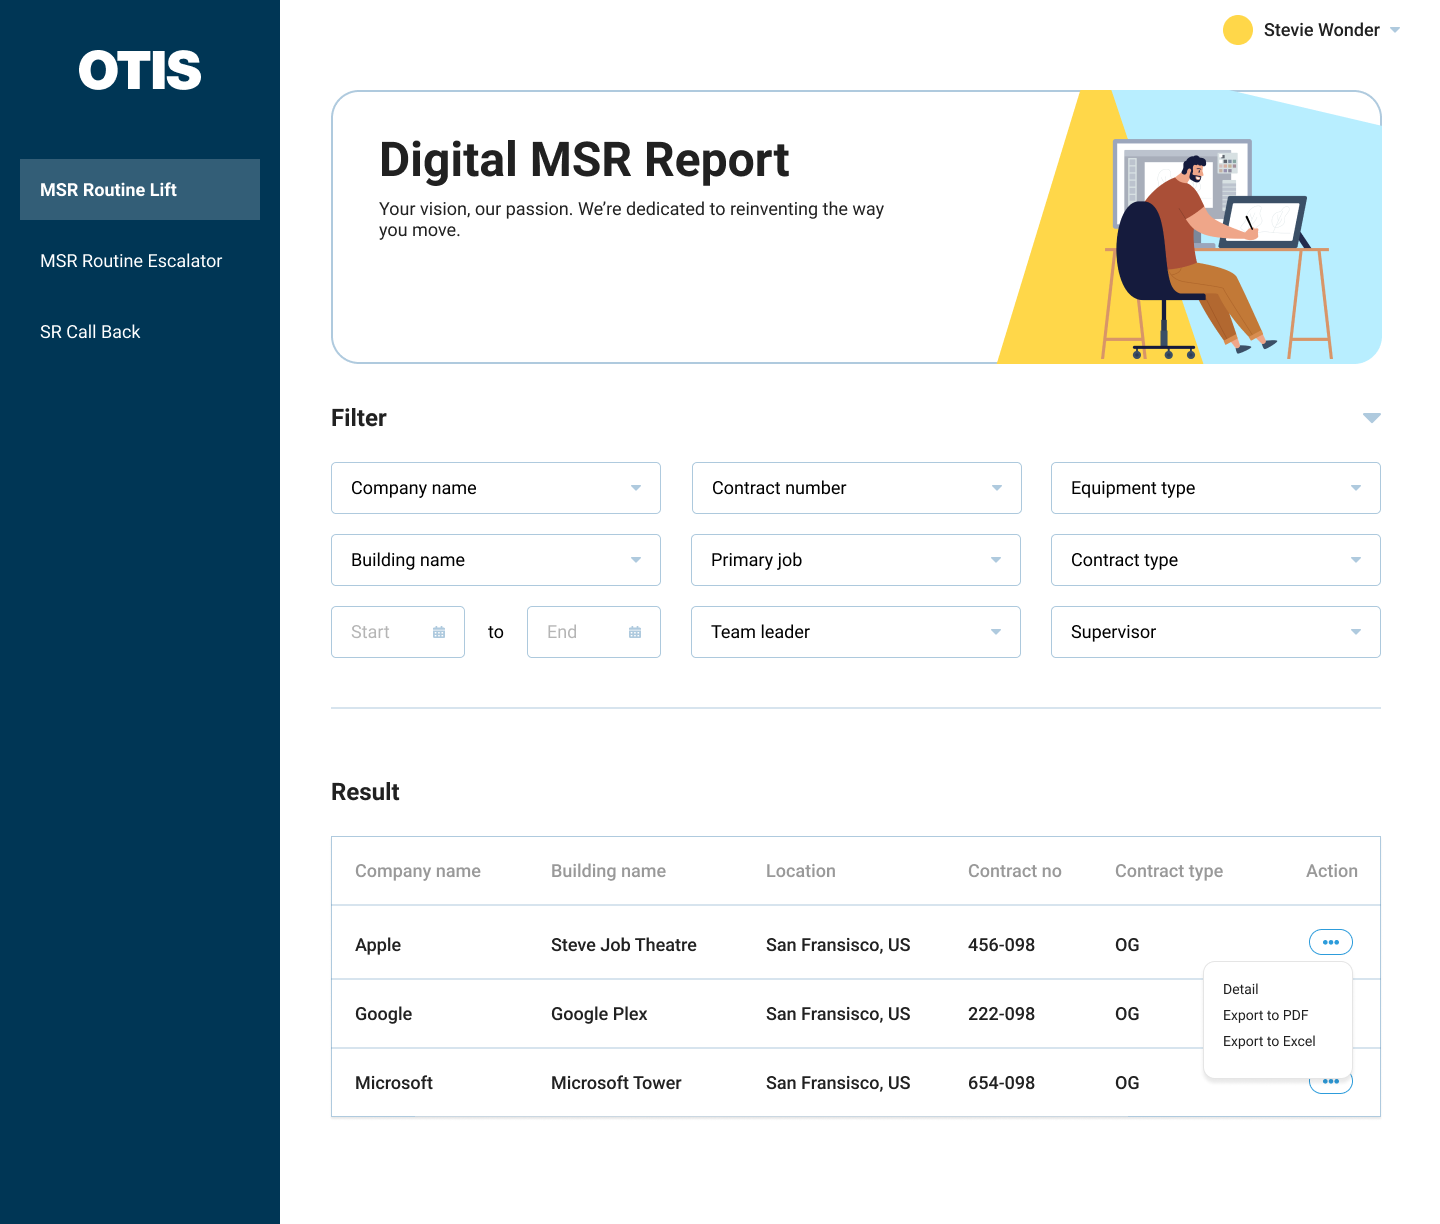 OTIS
Stevie Wonder
MSR Routine Lift
MSR Routine Escalator
SR Call Back
Digital MSR Report
Your vision, our passion. We’re dedicated to reinventing the way
you move.
Filter
Company name
Contract number
Equipment type
Building name
Primary job
Contract type
Start to End
Team leader
Supervisor
Result
Company name Building name Location Contract no Contract type Action
Apple Steve Job Theatre San Fransisco, US 456-098 OG
Detail
Export to PDF
Export to Excel
Google Google Plex San Fransisco, US 222-098 OG
Microsoft Microsoft Tower San Fransisco, US 654-098 OG